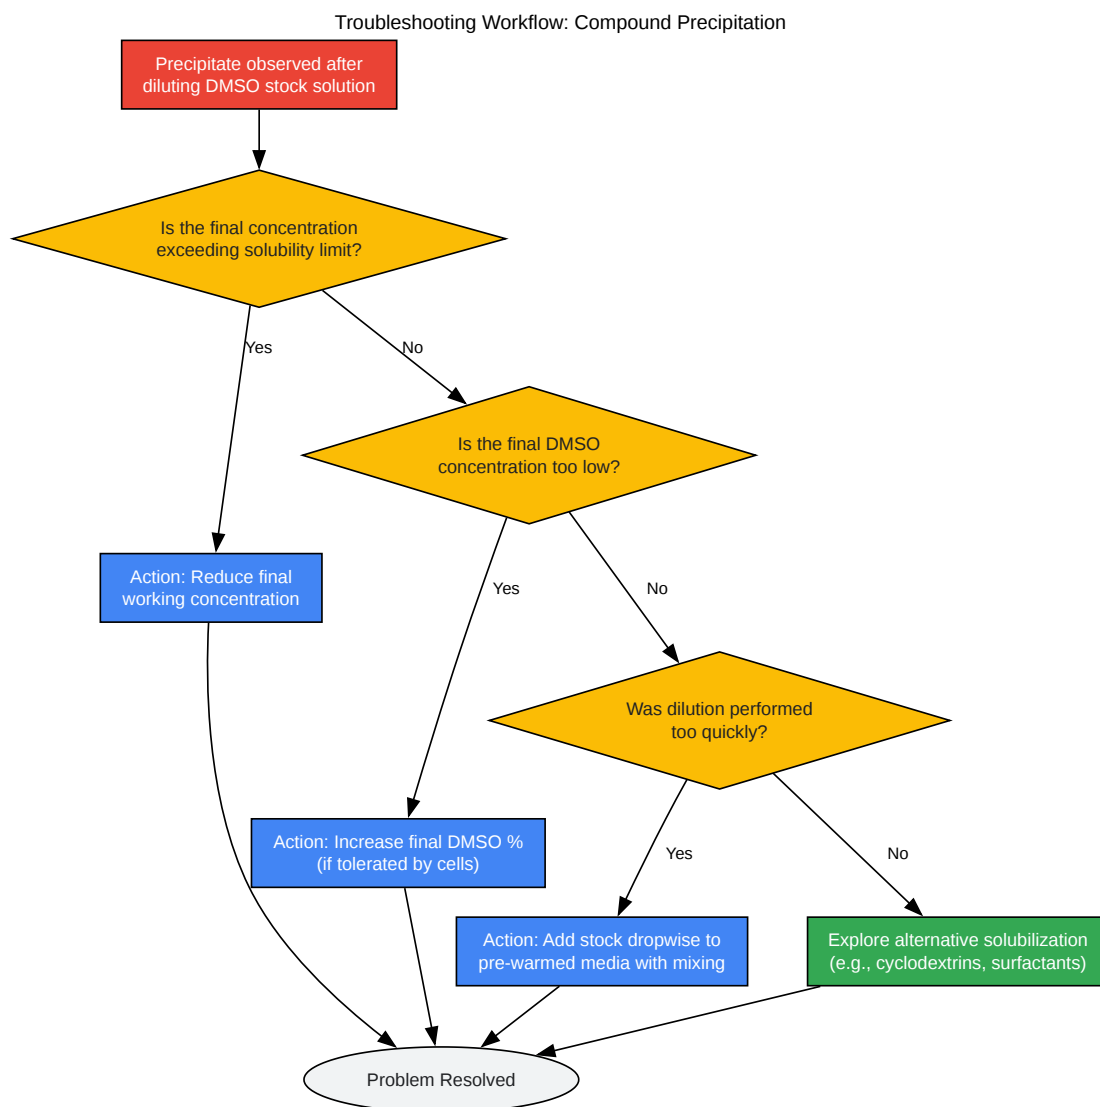 Troubleshooting Workflow: Compound Precipitation
Precipitate observed after
diluting DMSO stock solution
Is the final concentration
exceeding solubility limit?
Yes
No
Is the final DMSO
concentration too low?
Action: Reduce final
working concentration
Yes
No
Was dilution performed
too quickly?
Action: Increase final DMSO %
(if tolerated by cells)
Yes
No
Action: Add stock dropwise to
pre-warmed media with mixing
Explore alternative solubilization
(e.g., cyclodextrins, surfactants)
Problem Resolved